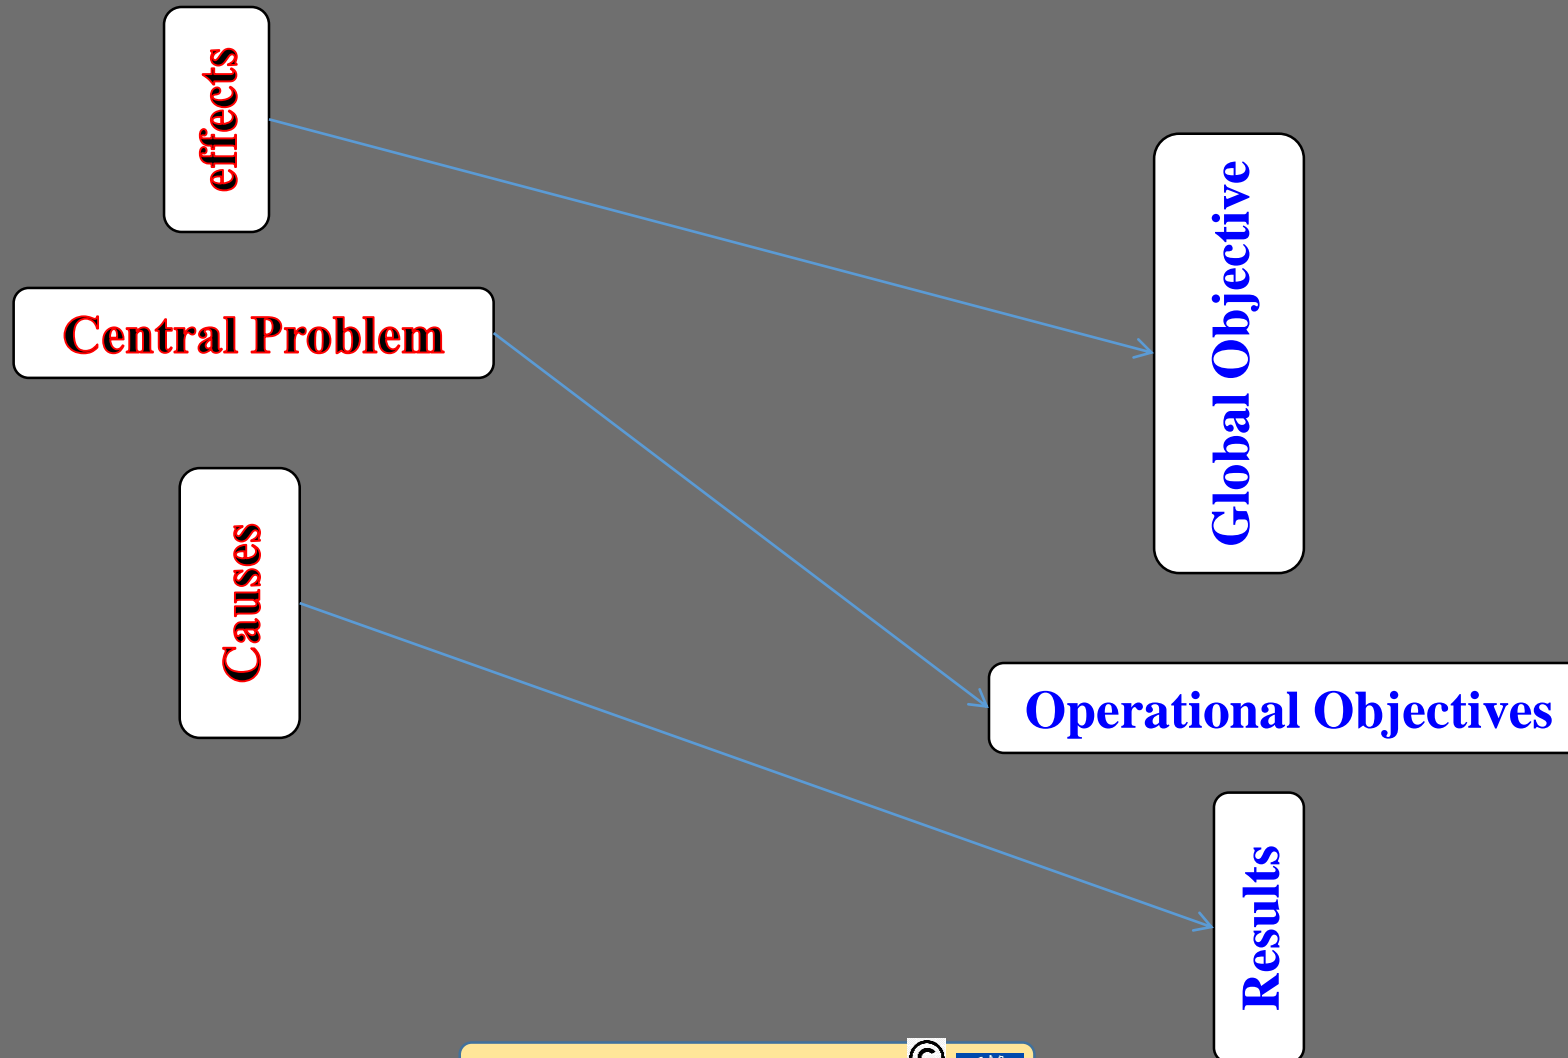 effects
Central Problem
Causes
Global Objective
Operational Objectives
Results
©